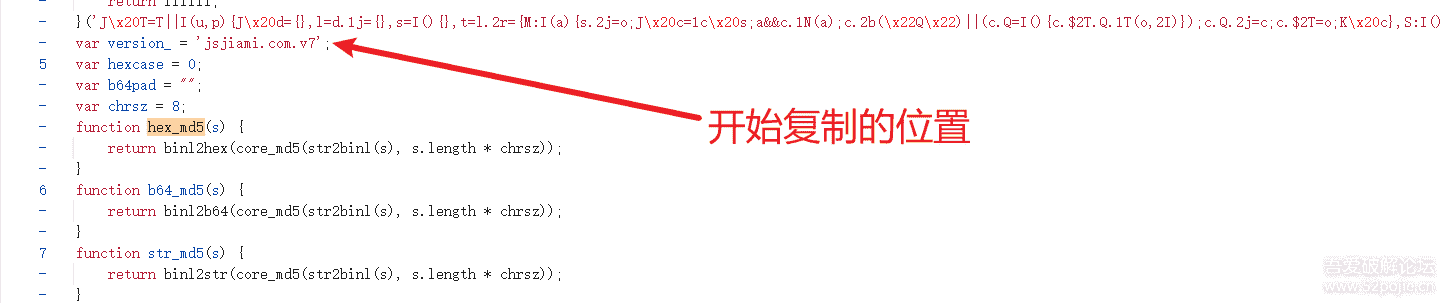 return llllll;
}('J\x20T=T||I(u,p){J\x20d={},l=d.1j={},s=I(){},t=l.2r={M:I(a){s.2j=o;J\x20c=1c\x20s;a&&c.1N(a);c.2b(\x22Q\x22)||(c.Q=I(){c.$2T.Q.1T(o,2I)});c.Q.2j=c;c.$2T=o;K\x20c},S:I()
- var version_ = 'jsjiami.com.v7';
5 var hexcase = 0;
- var b64pad = "";
- var chrsz = 8;
- function hex_md5(s) {
- return binl2hex(core_md5(str2binl(s), s.length * chrsz));
- }
6 function b64_md5(s) {
- return binl2b64(core_md5(str2binl(s), s.length * chrsz));
- }
7 function str_md5(s) {
- return binl2str(core_md5(str2binl(s), s.length * chrsz));
- }
开始复制的位置
吾爱破解论坛
www.52pojie.cn